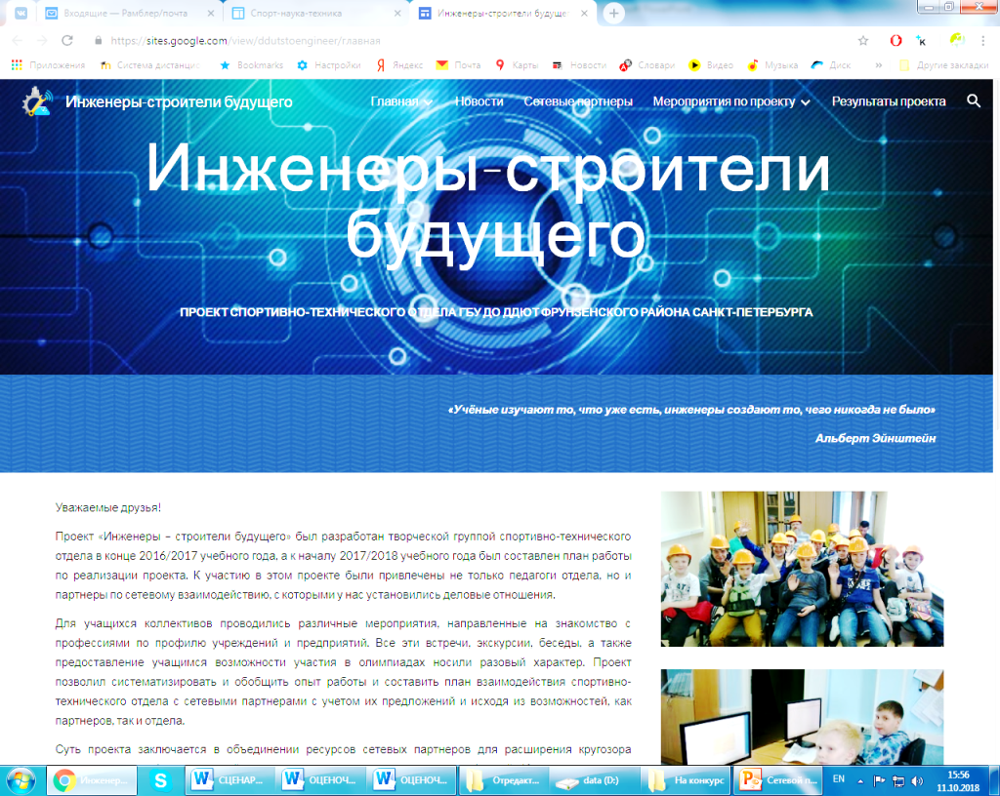 Входящие — Рамблер/почта
Спорт-наука-техника
Инженеры-строители будуще
https://sites.google.com/view/ddutstoengineer/главная
Приложения
Система дистанц
Bookmarks
Настройки
Яндекс
Почта
Карты
Новости
Словари
Видео
Музыка
Диск
»
Другие закладки
Инженеры-строители будущего
Главная
Новости
Сетевые партнеры
Мероприятия по проекту
Результаты проекта
Инженеры-строители
будущего
ПРОЕКТ СПОРТИВНО-ТЕХНИЧЕСКОГО ОТДЕЛА ГБУ ДО ДДЮТ ФРУНЗЕНСКОГО РАЙОНА САНКТ-ПЕТЕРБУРГА
«Учёные изучают то, что уже есть, инженеры создают то, чего никогда не было»
Альберт Эйнштейн
Уважаемые друзья!
Проект «Инженеры – строители будущего» был разработан творческой группой спортивно-технического
отдела в конце 2016/2017 учебного года, а к началу 2017/2018 учебного года был составлен план работы
по реализации проекта. К участию в этом проекте были привлечены не только педагоги отдела, но и
партнеры по сетевому взаимодействию, с которыми у нас установились деловые отношения.
Для учащихся коллективов проводились различные мероприятия, направленные на знакомство с
профессиями по профилю учреждений и предприятий. Все эти встречи, экскурсии, беседы, а также
предоставление учащимся возможности участия в олимпиадах носили разовый характер. Проект
позволил систематизировать и обобщить опыт работы и составить план взаимодействия спортивно-
технического отдела с сетевыми партнерами с учетом их предложений и исходя из возможностей, как
партнеров, так и отдела.
Суть проекта заключается в объединении ресурсов сетевых партнеров для расширения кругозора
Инженер...
СЦЕНАР...
ОЦЕНОЧ...
ОЦЕНОЧ...
Отредакт...
data (D:)
На конкурс
Сетевой п...
EN
15:56
11.10.2018